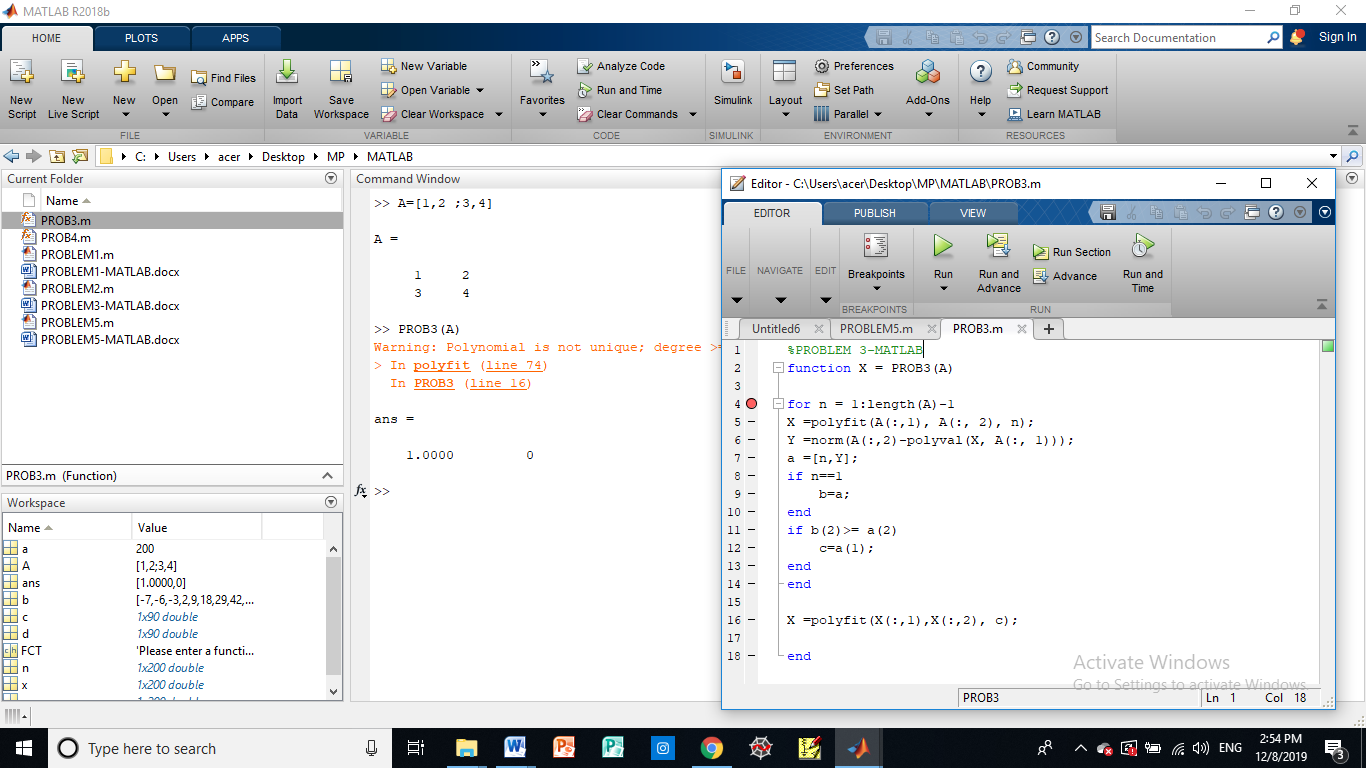 MATLAB R2018b
HOME PLOTS APPS
Search Documentation
Sign In
New Script
New Live Script
New
Open
Find Files
Compare
Import Data
Save Workspace
New Variable
Open Variable
Clear Workspace
Favorites
Analyze Code
Run and Time
Clear Commands
Simulink
Layout
Preferences
Set Path
Parallel
Add-Ons
Help
Community
Request Support
Learn MATLAB
FILE VARIABLE CODE SIMULINK ENVIRONMENT RESOURCES
C: Users acer Desktop MP MATLAB
Current Folder
Name
PROB3.m
PROB4.m
PROBLEM1.m
PROBLEM1-MATLAB.docx
PROBLEM2.m
PROBLEM3-MATLAB.docx
PROBLEM5.m
PROBLEM5-MATLAB.docx
PROB3.m (Function)
Workspace
Name Value
a 200
A [1,2;3,4]
ans [1.0000,0]
b [-7,-6,-3,2,9,18,29,42,...
c 1x90 double
d 1x90 double
FCT 'Please enter a functi...
n 1x200 double
x 1x200 double
Command Window
>> A=[1,2 ;3,4]
A =
1 2
3 4
>> PROB3(A)
Warning: Polynomial is not unique; degree >=
> In polyfit (line 74)
In PROB3 (line 16)
ans =
1.0000 0
fx >>
Editor - C:\Users\acer\Desktop\MP\MATLAB\PROB3.m
EDITOR PUBLISH VIEW
FILE NAVIGATE EDIT
Breakpoints
Run
Run and Advance
Run Section
Advance
Run and Time
BREAKPOINTS RUN
Untitled6 PROBLEM5.m PROB3.m
1 %PROBLEM 3-MATLAB
2 function X = PROB3(A)
3
4 for n = 1:length(A)-1
5 X =polyfit(A(:,1), A(:, 2), n);
6 Y =norm(A(:,2)-polyval(X, A(:, 1)));
7 a =[n,Y];
8 if n==1
9 b=a;
10 end
11 if b(2)>= a(2)
12 c=a(1);
13 end
14 end
15
16 X =polyfit(X(:,1),X(:,2), c);
17
18 end
Activate Windows
Go to Settings to activate Windows.
PROB3 Ln 1 Col 18
Type here to search
ENG
2:54 PM
12/8/2019
3